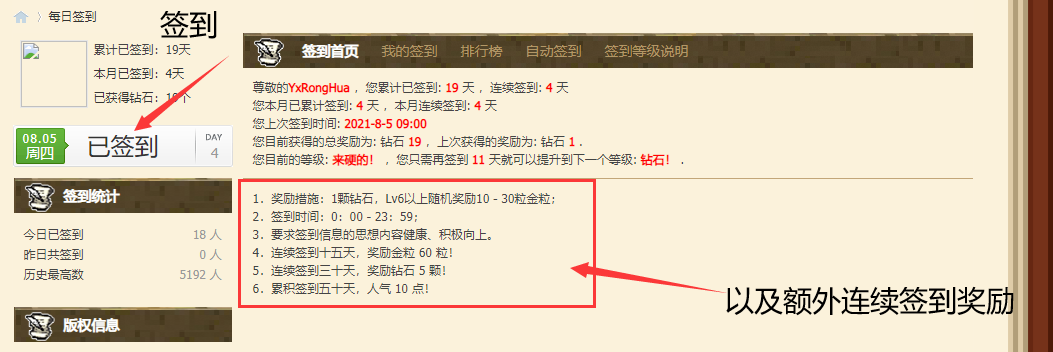 每日签到
签到
累计已签到：19天
本月已签到：4天
已获得钻石：19个
08.05
周四
已签到
DAY
4
签到统计
今日已签到 18 人
昨日共签到 0 人
历史最高数 5192 人
版权信息
签到首页 我的签到 排行榜 自动签到 签到等级说明
尊敬的YxRongHua ，您累计已签到: 19 天 ，连续签到: 4 天
您本月已累计签到: 4 天 ，本月连续签到: 4 天
您上次签到时间: 2021-8-5 09:00
您目前获得的总奖励为: 钻石 19 ，上次获得的奖励为: 钻石 1 .
您目前的等级: 来硬的! ，您只需再签到 11 天就可以提升到下一个等级: 钻石! .
1．奖励措施：1颗钻石，Lv6以上随机奖励10 - 30粒金粒；
2．签到时间：0：00 - 23：59；
3．要求签到信息的思想内容健康、积极向上。
4．连续签到十五天，奖励金粒 60 粒！
5．连续签到三十天，奖励钻石 5 颗！
6．累积签到五十天，人气 10 点！
以及额外连续签到奖励